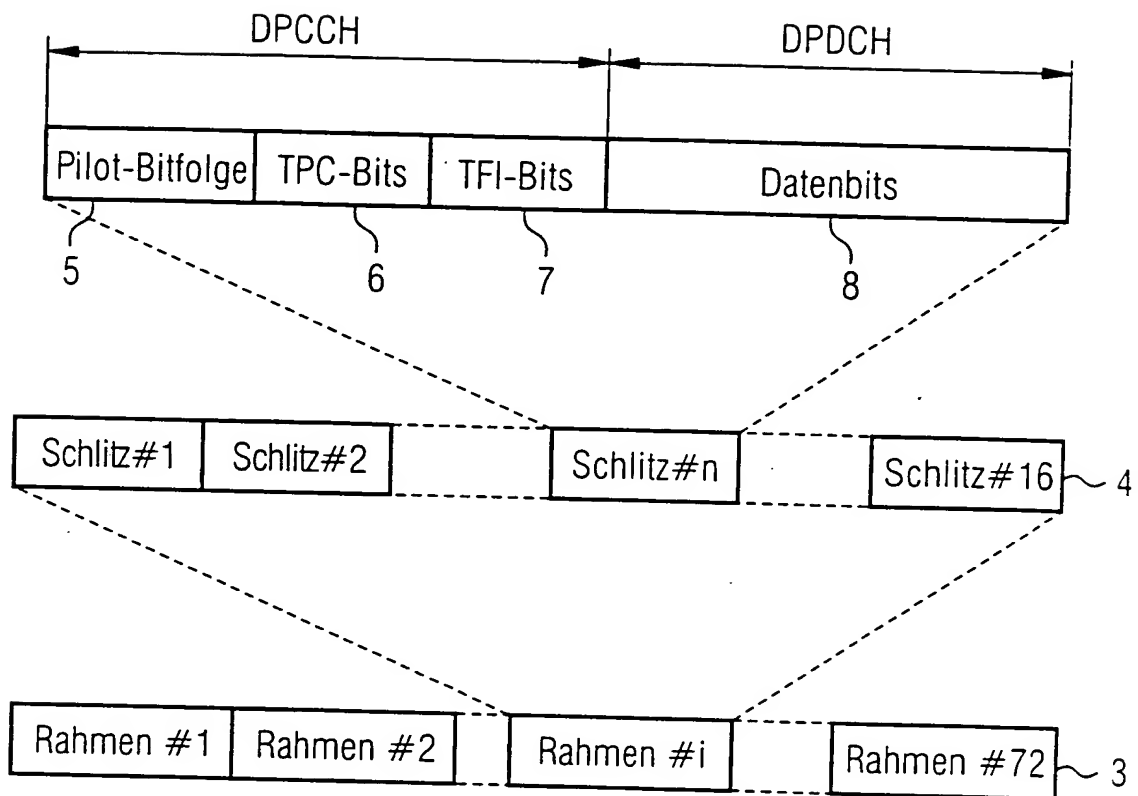 DPCCH DPDCH
Pilot-Bitfolge TPC-Bits TFI-Bits Datenbits
5 6 7 8
Schlitz#1 Schlitz#2 Schlitz#n Schlitz#16 4
Rahmen #1 Rahmen #2 Rahmen #i Rahmen #72 3